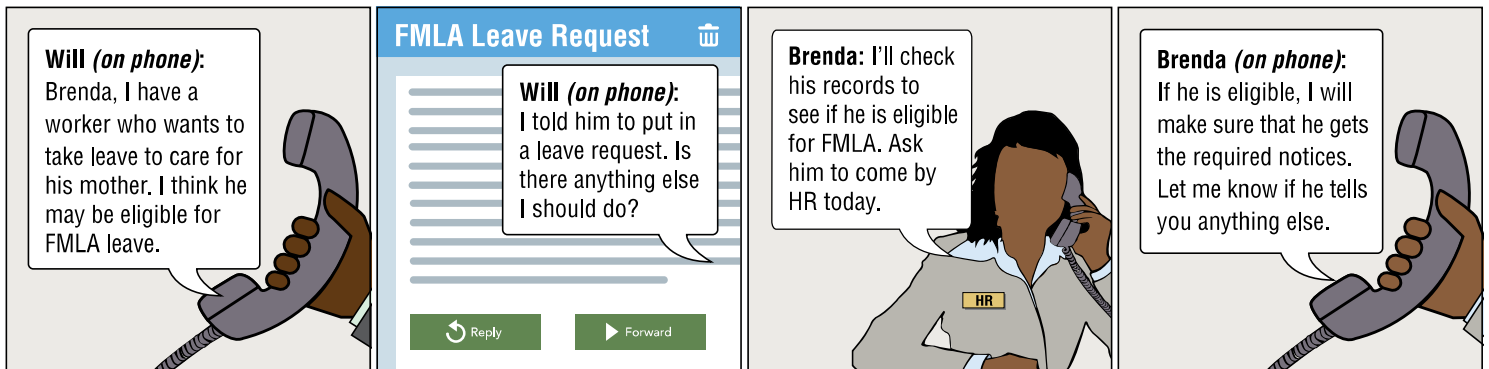 Will (on phone):
Brenda, I have a
worker who wants to
take leave to care for
his mother. I think he
may be eligible for
FMLA leave.
FMLA Leave Request
Will (on phone):
I told him to put in
a leave request. Is
there anything else
I should do?
Reply
Forward
Brenda: I’ll check
his records to
see if he is eligible
for FMLA. Ask
him to come by
HR today.
HR
Brenda (on phone):
If he is eligible, I will
make sure that he gets
the required notices.
Let me know if he tells
you anything else.